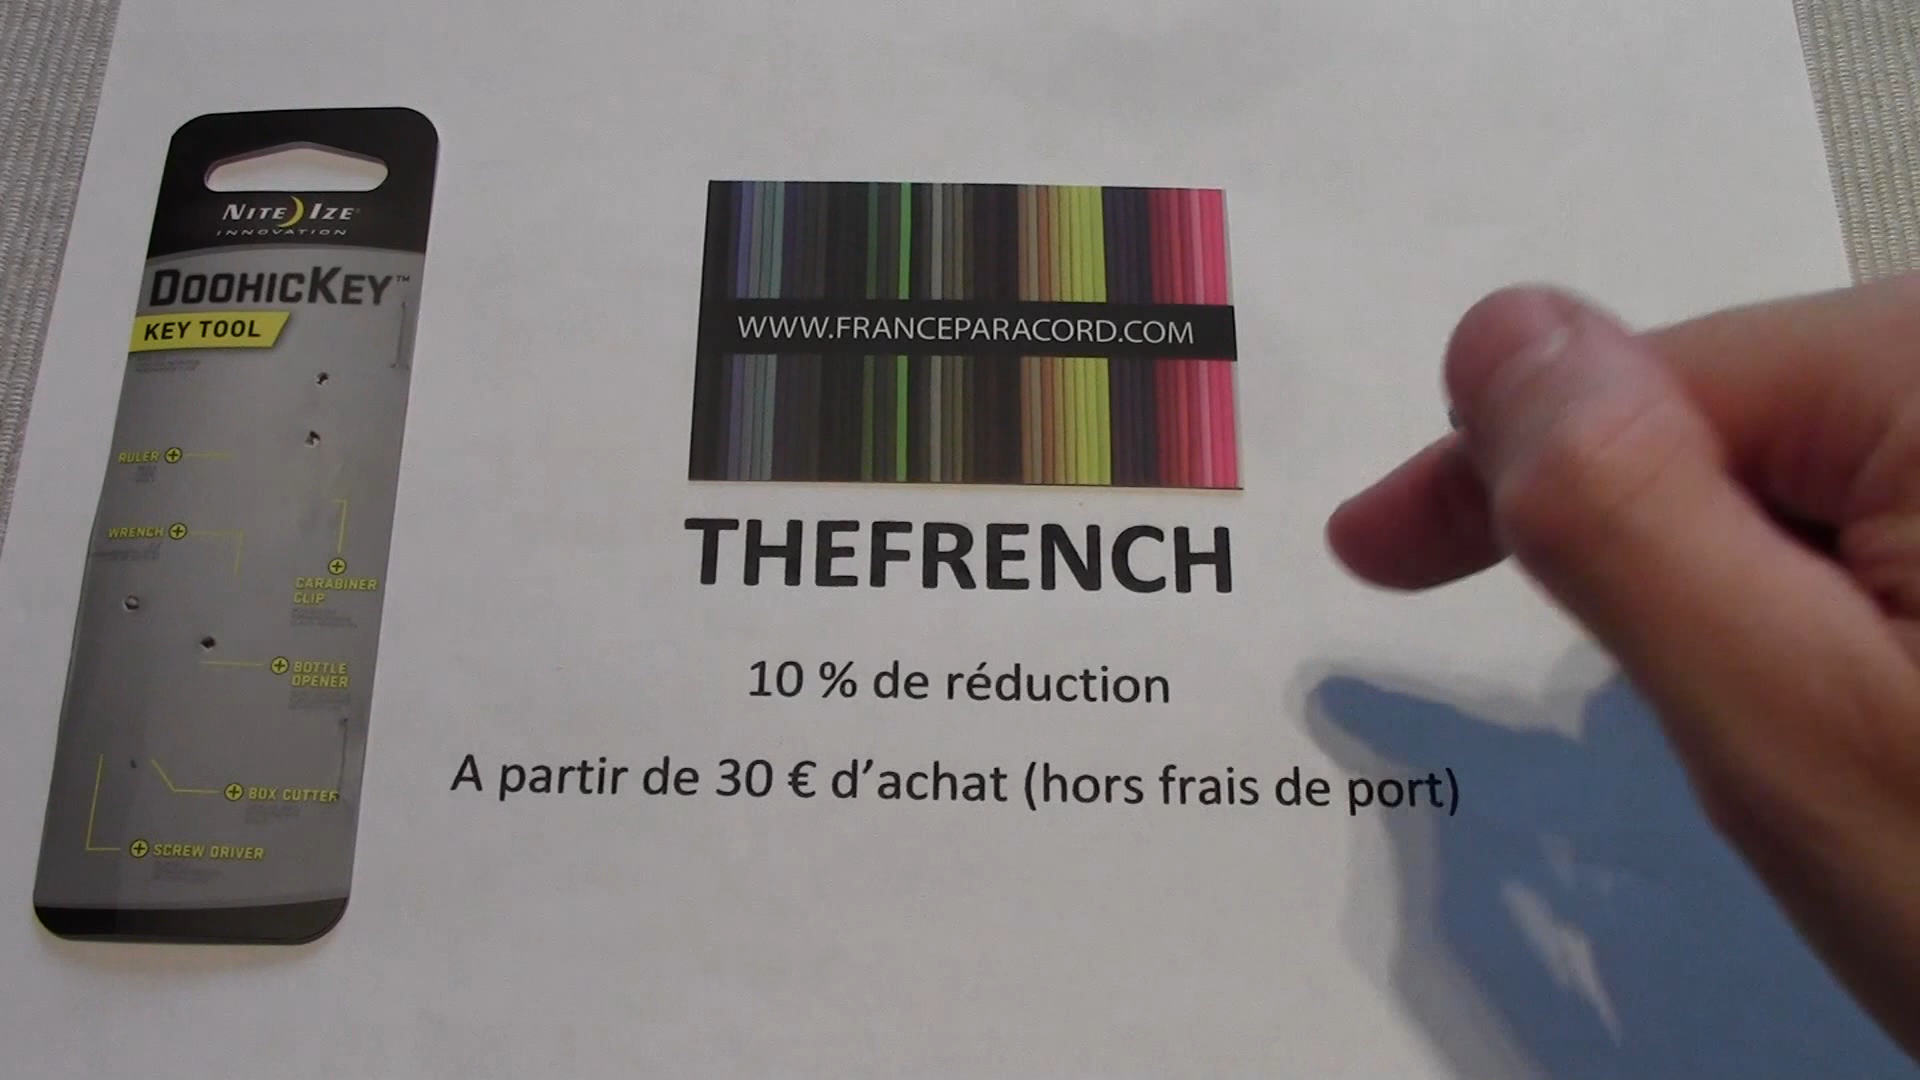 NITE IZE
INNOVATION
DOOHICKEY™
KEY TOOL
RULER
WRENCH
CARABINER
CLIP
BOTTLE
OPENER
BOX CUTTER
SCREW DRIVER
WWW.FRANCEPARACORD.COM
THEFRENCH
10 % de réduction
A partir de 30 € d’achat (hors frais de port)